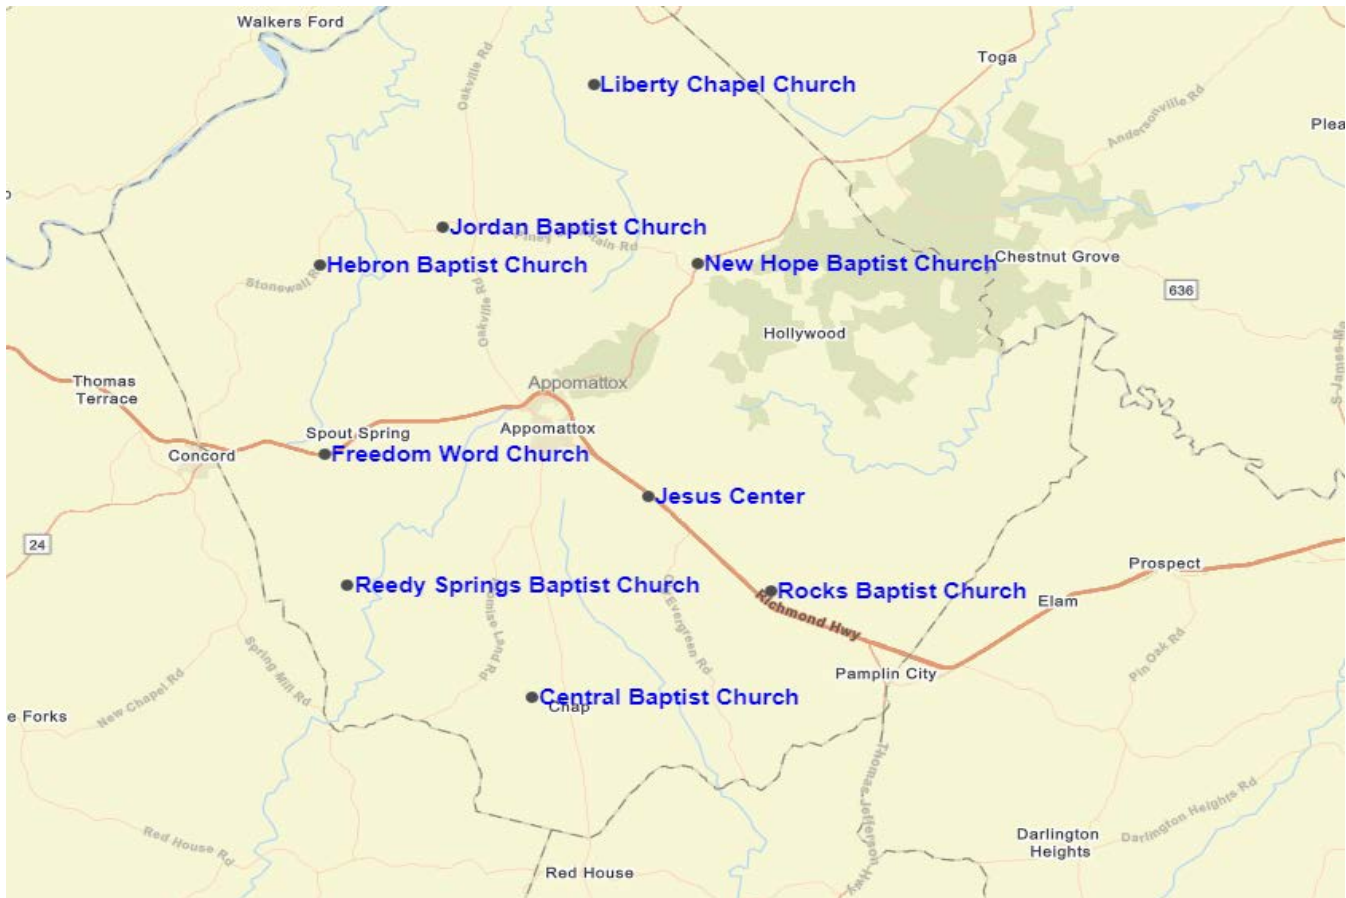 Walkers Ford
Oakville Rd
Toga
Liberty Chapel Church
Andersonville Rd
Plea
Jordan Baptist Church
Hebron Baptist Church
New Hope Baptist Church
Chestnut Grove
Stonewall R
636
Oakville Rd
Hollywood
S James Ma
Thomas
Terrace
Appomattox
Spout Spring
Appomattox
Concord
Freedom Word Church
Jesus Center
24
Prospect
Reedy Springs Baptist Church
Rocks Baptist Church
Elam
Richmond Hwy
Evergreen Rd
Pin Oak Rd
Spring Mill Rd
Pamplin City
New Chapel Rd
Central Baptist Church
Chap
e Forks
Thomas Jefferson Hwy
Red House Rd
Darlington
Heights
Darlington Heights Rd
Red House